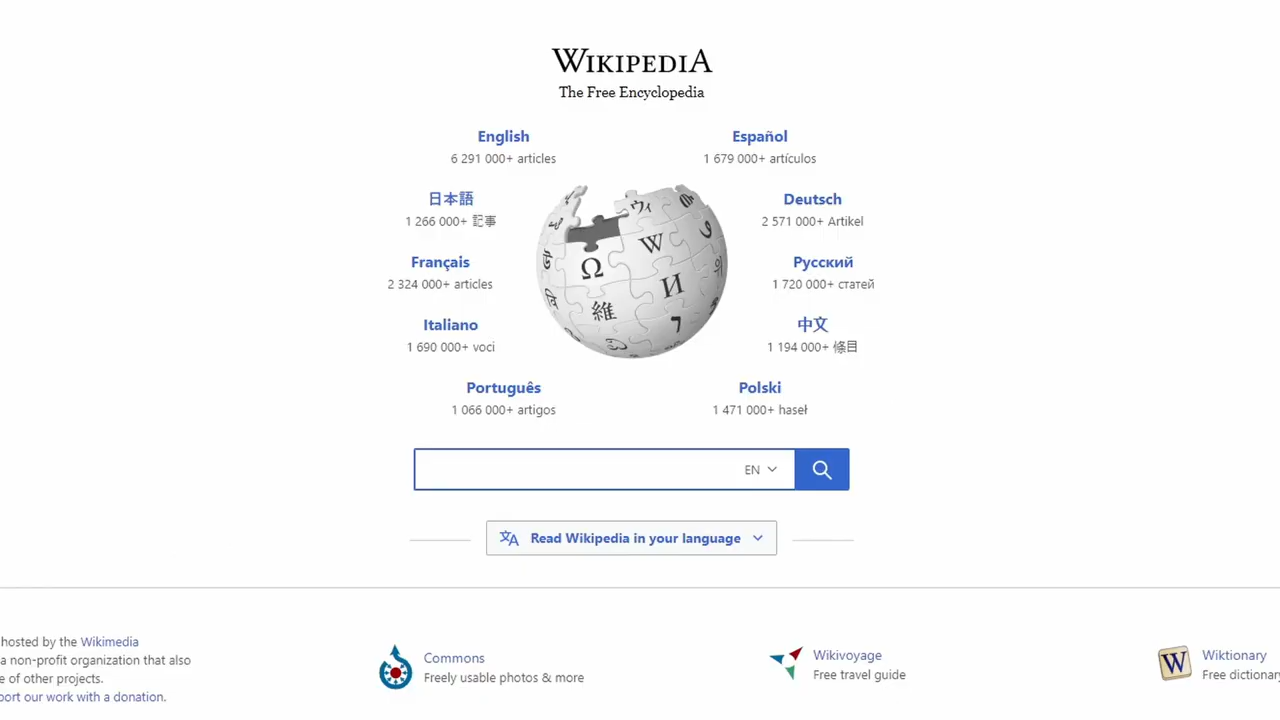 WIKIPEDIA
The Free Encyclopedia
English
6 291 000+ articles
Español
1 679 000+ artículos
日本語
1 266 000+ 記事
Deutsch
2 571 000+ Artikel
Français
2 324 000+ articles
Русский
1 720 000+ статей
Italiano
1 690 000+ voci
中文
1 194 000+ 條目
Português
1 066 000+ artigos
Polski
1 471 000+ haseł
Ω
W
И
維
ウィ
EN
Read Wikipedia in your language
hosted by the Wikimedia
a non-profit organization that also
of other projects.
our work with a donation.
Commons
Freely usable photos & more
Wikivoyage
Free travel guide
W
Wiktionary
Free dictionary